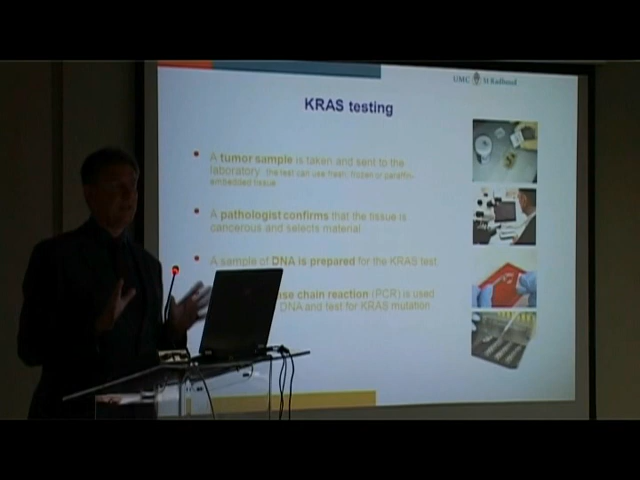 UMC St Radboud
KRAS testing
A tumor sample is taken and sent to the
laboratory: the test can use fresh, frozen or paraffin-
embedded tissue
A pathologist confirms that the tissue is
cancerous and selects material
A sample of DNA is prepared for the KRAS test
se chain reaction (PCR) is used
DNA and test for KRAS mutation